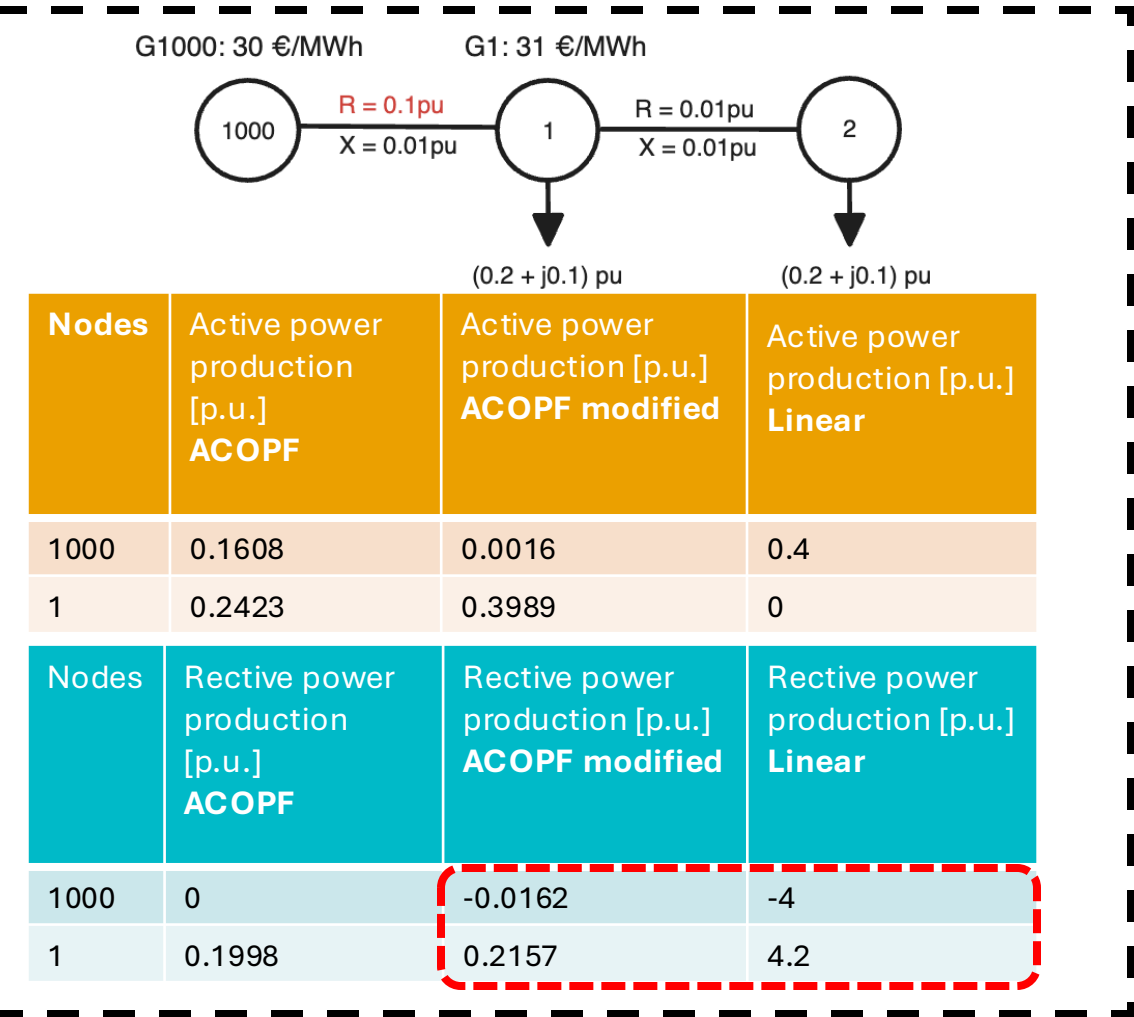 G1000: 30 €/MWh G1: 31 €/MWh
R = 0.1pu R = 0.01pu
1000 1 2
X = 0.01pu X = 0.01pu
(0.2 + j0.1) pu (0.2 + j0.1) pu
Nodes Active power production [p.u.] ACOPF Active power production [p.u.] ACOPF modified Active power production [p.u.] Linear
1000 0.1608 0.0016 0.4
1 0.2423 0.3989 0
Nodes Rective power production [p.u.] ACOPF Rective power production [p.u.] ACOPF modified Rective power production [p.u.] Linear
1000 0 -0.0162 -4
1 0.1998 0.2157 4.2